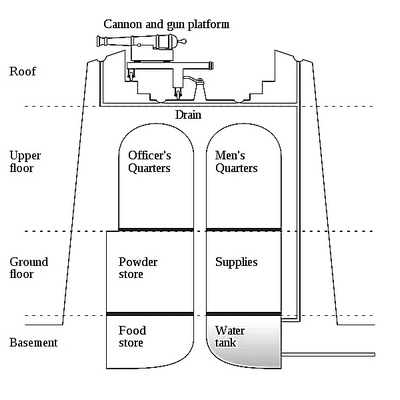 Cannon and gun platform
Roof
Drain
Upper
floor
Officer's
Quarters
Men's
Quarters
Ground
floor
Powder
store
Supplies
Basement
Food
store
Water
tank